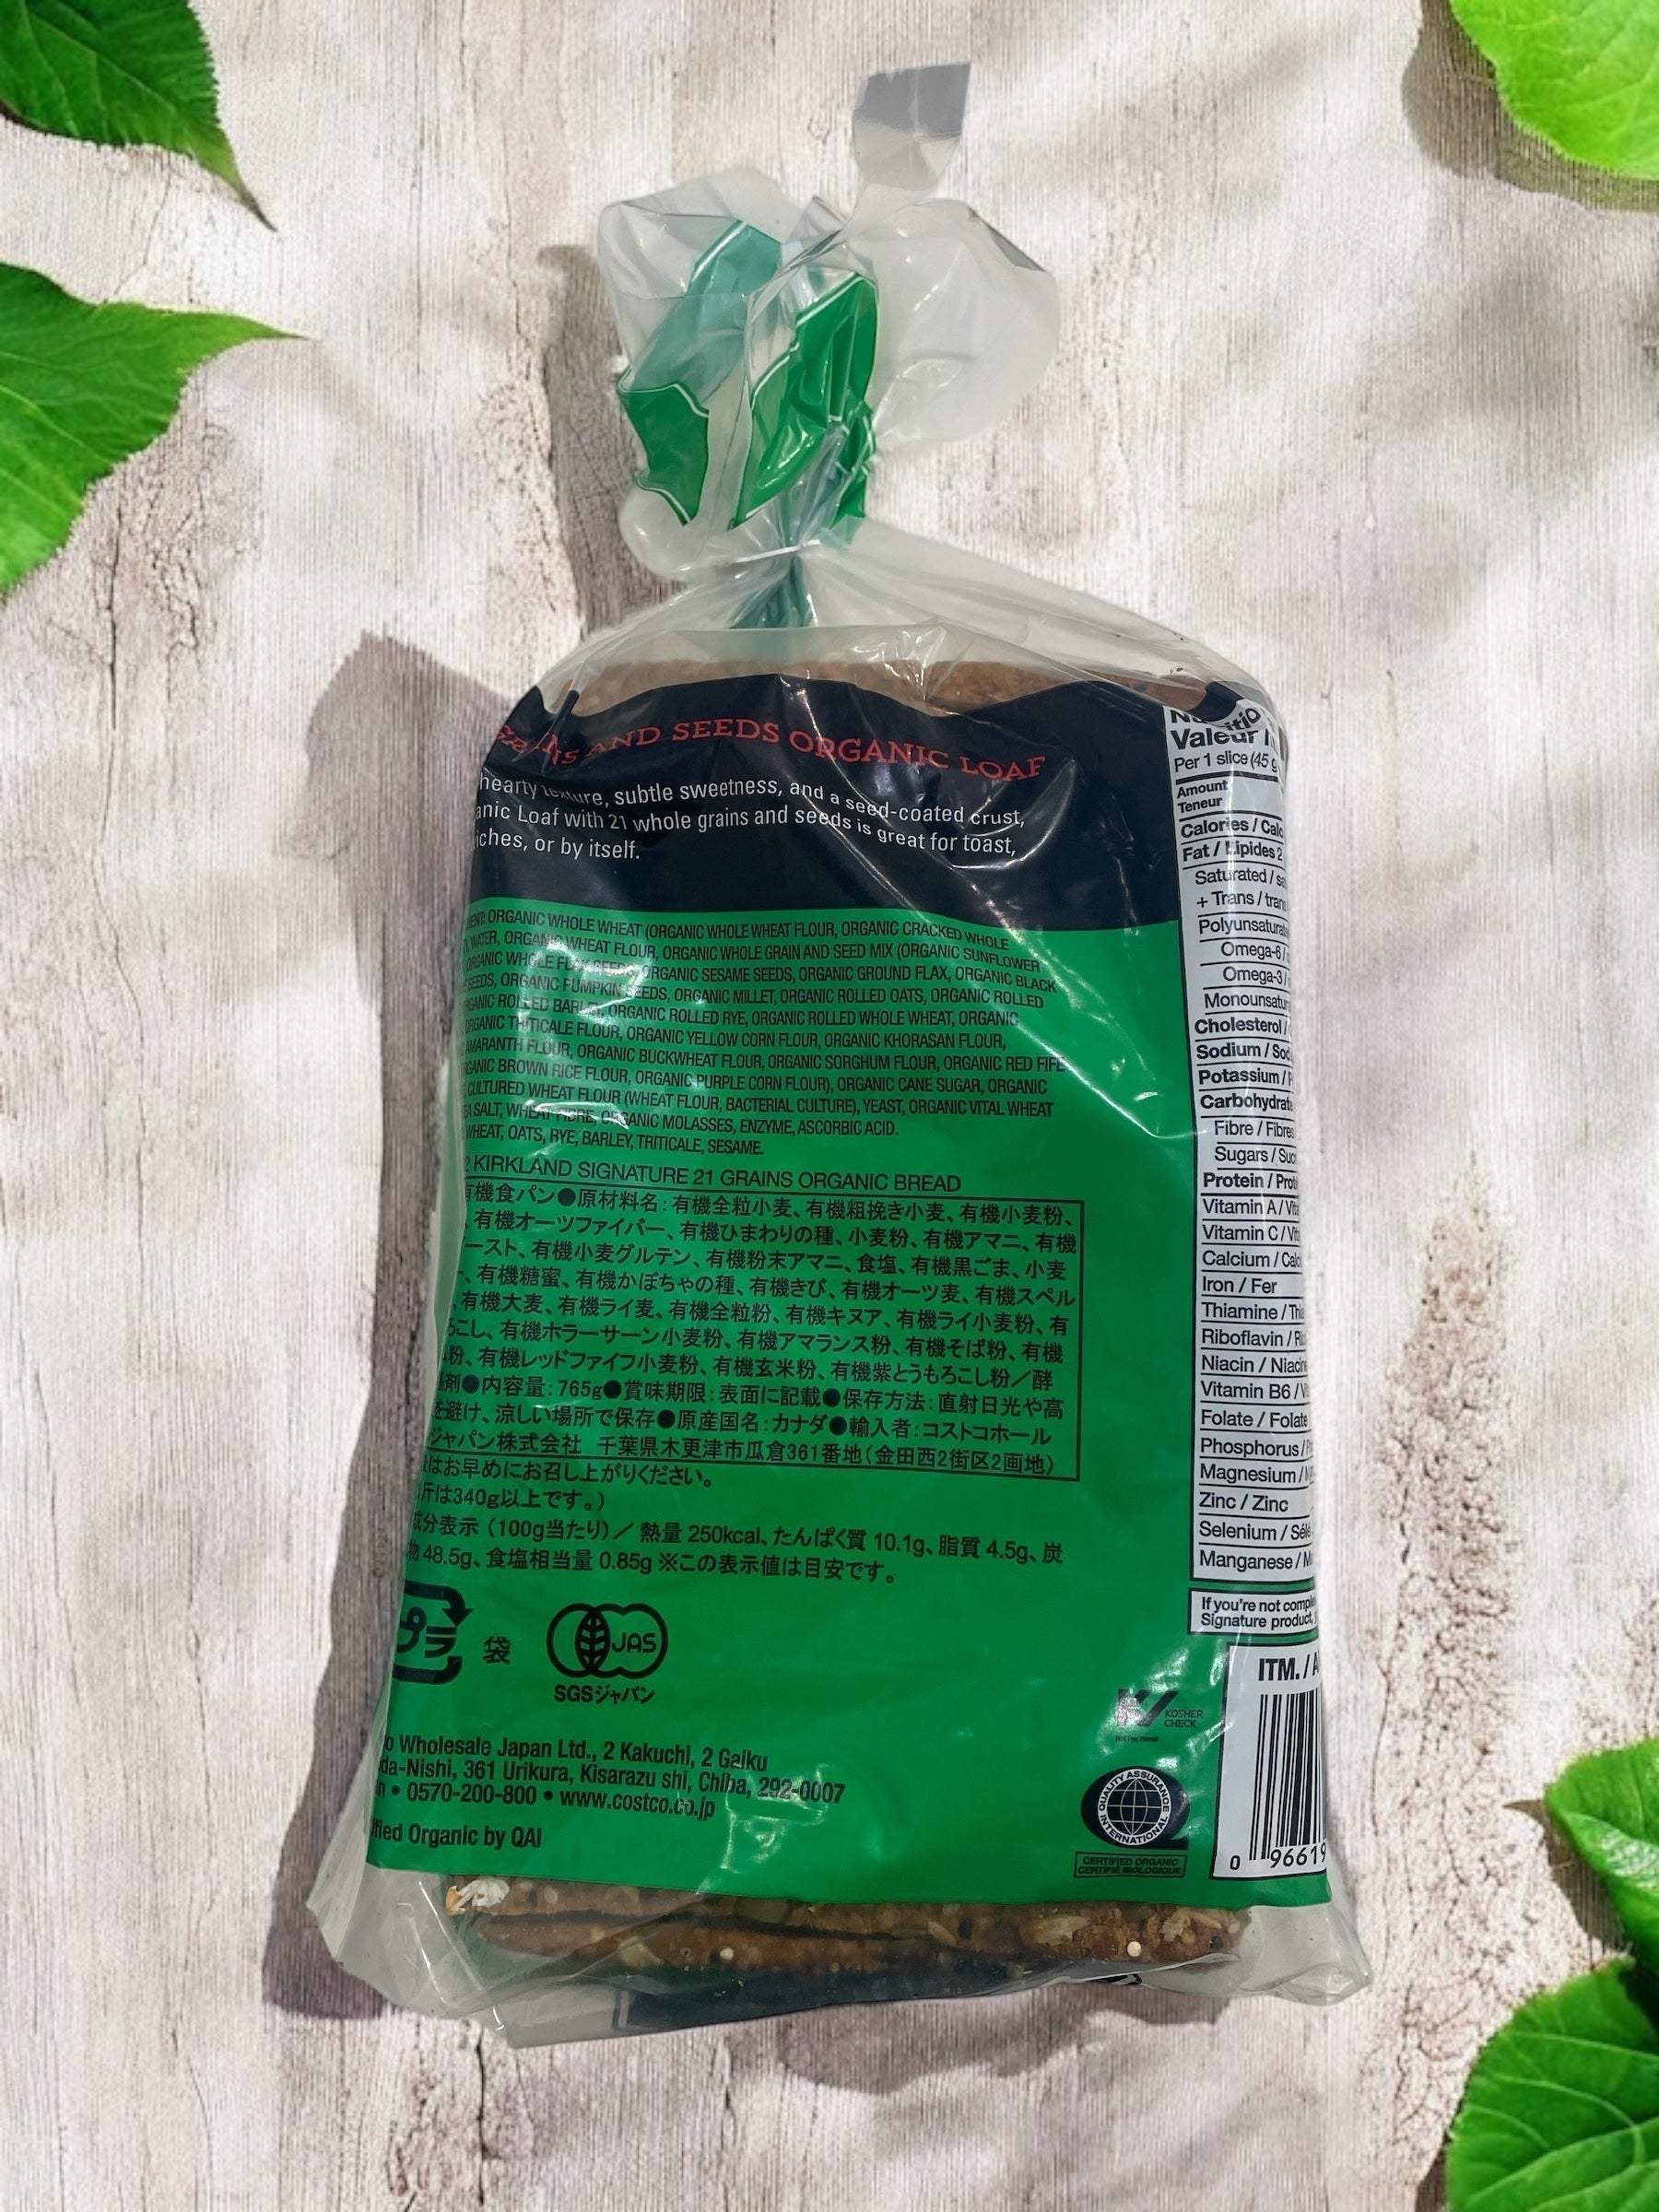 AND SEEDS ORGANIC LOAF
hearty texture, subtle sweetness, and a seed-coated crust,
anic Loaf with 21 whole grains and seeds is great for toast,
iches, or by itself.
ORGANIC WHOLE WHEAT (ORGANIC WHOLE WHEAT FLOUR, ORGANIC CRACKED WHOLE
WATER, ORGANIC WHEAT FLOUR, ORGANIC WHOLE GRAIN AND SEED MIX (ORGANIC SUNFLOWER
ORGANIC WHOLE FLAX SEEDS, ORGANIC SESAME SEEDS, ORGANIC GROUND FLAX, ORGANIC BLACK
SEEDS, ORGANIC PUMPKIN SEEDS, ORGANIC MILLET, ORGANIC ROLLED OATS, ORGANIC ROLLED
GANIC ROLLED BARLEY, ORGANIC ROLLED RYE, ORGANIC ROLLED WHOLE WHEAT, ORGANIC
ORGANIC TRITICALE FLOUR, ORGANIC YELLOW CORN FLOUR, ORGANIC KHORASAN FLOUR,
AMARANTH FLOUR, ORGANIC BUCKWHEAT FLOUR, ORGANIC SORGHUM FLOUR, ORGANIC RED FIFE
GANIC BROWN RICE FLOUR, ORGANIC PURPLE CORN FLOUR), ORGANIC CANE SUGAR, ORGANIC
CULTURED WHEAT FLOUR (WHEAT FLOUR, BACTERIAL CULTURE), YEAST, ORGANIC VITAL WHEAT
SALT, WHEAT FIBRE, ORGANIC MOLASSES, ENZYME, ASCORBIC ACID.
WHEAT, OATS, RYE, BARLEY, TRITICALE, SESAME.
2 KIRKLAND SIGNATURE 21 GRAINS ORGANIC BREAD
有機食パン●原材料名:有機全粒小麦、有機粗挽き小麦、有機小麦粉、
、有機オーツファイバー、有機ひまわりの種、小麦粉、有機アマニ、有機
ースト、有機小麦グルテン、有機粉末アマニ、食塩、有機黒ごま、小麦
ー、有機糖蜜、有機かぼちゃの種、有機きび、有機オーツ麦、有機スペル
、有機大麦、有機ライ麦、有機全粒粉、有機キヌア、有機ライ小麦粉、有
ろこし、有機ホラーサーン小麦粉、有機アマランス粉、有機そば粉、有機
粉、有機レッドファイフ小麦粉、有機玄米粉、有機紫とうもろこし粉／酵
剤●内容量:765g●賞味期限:表面に記載●保存方法:直射日光や高
を避け、涼しい場所で保存●原産国名:カナダ●輸入者:コストコホール
ジャパン株式会社 千葉県木更津市瓜倉361番地(金田西2街区2画地)
はお早めにお召し上がりください。
斤は340g以上です。)
成分表示 (100g当たり)／熱量 250kcal、たんぱく質 10.1g、脂質 4.5g、炭
物 48.5g、食塩相当量 0.85g ※この表示値は目安です。
プラ 袋
JAS
SGSジャパン
o Wholesale Japan Ltd., 2 Kakuchi, 2 Gaiku
da-Nishi, 361 Urikura, Kisarazu shi, Chiba, 292-0007
n • 0570-200-800 • www.costco.co.jp
fied Organic by QAI
KOSHER
CHECK
QUALITY ASSURANCE
INTERNATIONAL
CERTIFIED ORGANIC
CERTIFIÉ BIOLOGIQUE
Valeur
Per 1 slice (45 g
Amount
Teneur
Calories / Calo
Fat / Lipides 2
Saturated / sa
+ Trans / trans
Polyunsaturate
Omega-6 /
Omega-3 /
Monounsatur
Cholesterol /
Sodium / Sod
Potassium / P
Carbohydrate
Fibre / Fibres
Sugars / Suc
Protein / Prot
Vitamin A / Vit
Vitamin C / Vit
Calcium / Calc
Iron / Fer
Thiamine / Thi
Riboflavin / Ri
Niacin / Niacin
Vitamin B6 / V
Folate / Folate
Phosphorus / P
Magnesium / M
Zinc / Zinc
Selenium / Sélé
Manganese / M
If you're not comple
Signature product,
ITM. / A
0 96619